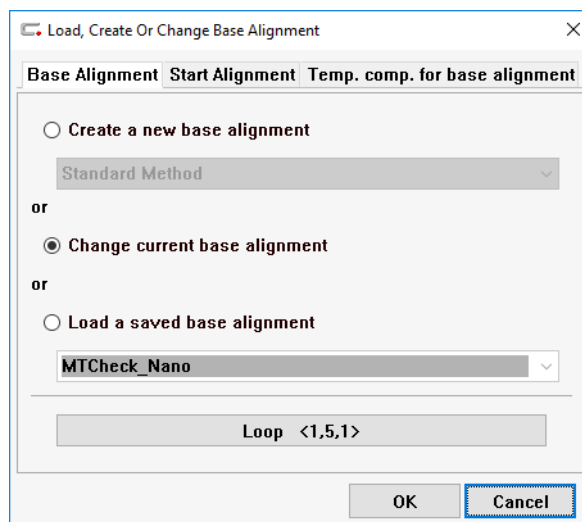 Load, Create Or Change Base Alignment
Base Alignment Start Alignment Temp. comp. for base alignment
Create a new base alignment
Standard Method
or
Change current base alignment
or
Load a saved base alignment
MTCheck_Nano
Loop <1,5,1>
OK Cancel